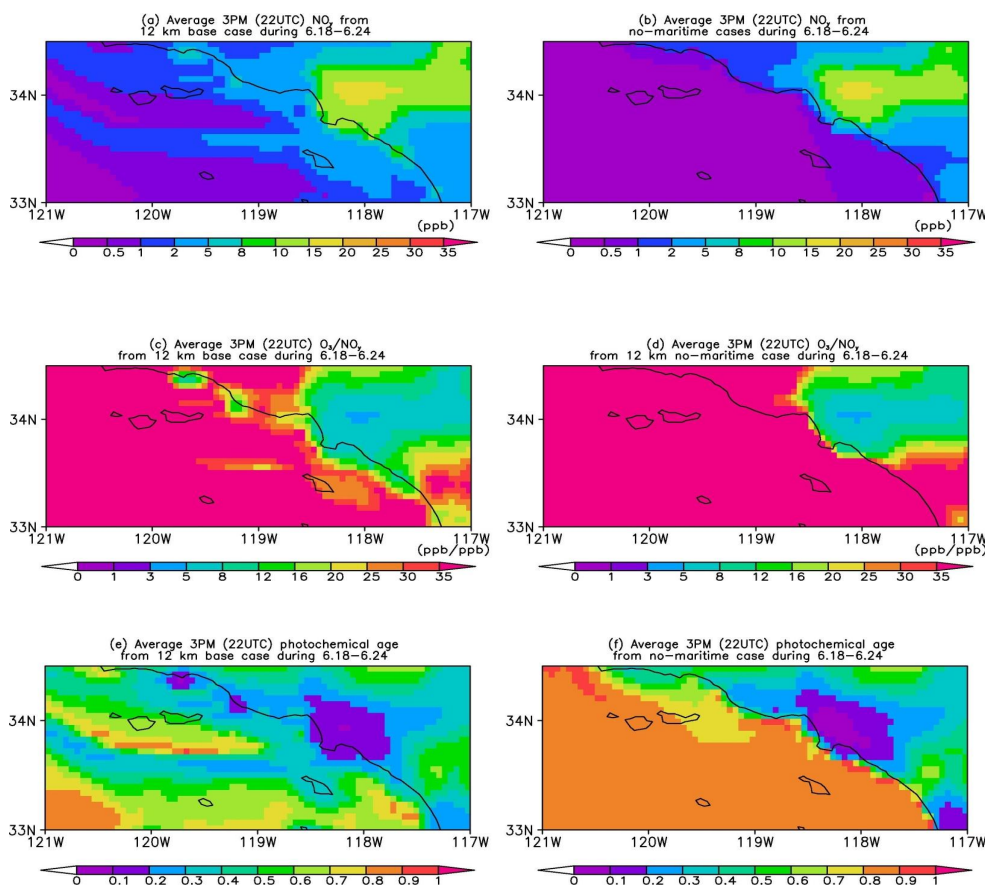 (a) Average 3PM (22UTC) NOy from
12 km base case during 6.18–6.24
34N
33N
121W 120W 119W 118W 117W
(ppb)
0 0.5 1 2 5 8 10 15 20 25 30 35
(b) Average 3PM (22UTC) NOy from
no–maritime cases during 6.18–6.24
34N
33N
121W 120W 119W 118W 117W
(ppb)
0 0.5 1 2 5 8 10 15 20 25 30 35
(c) Average 3PM (22UTC) O₃/NOy
from 12 km base case during 6.18–6.24
34N
33N
121W 120W 119W 118W 117W
(ppb/ppb)
0 1 3 5 8 12 16 20 25 30 35
(d) Average 3PM (22UTC) O₃/NOy
from 12 km no–maritime case during 6.18–6.24
34N
33N
121W 120W 119W 118W 117W
(ppb/ppb)
0 1 3 5 8 12 16 20 25 30 35
(e) Average 3PM (22UTC) photochemical age
from 12 km base case during 6.18–6.24
34N
33N
121W 120W 119W 118W 117W
0 0.1 0.2 0.3 0.4 0.5 0.6 0.7 0.8 0.9 1
(f) Average 3PM (22UTC) photochemical age
from no–maritime case during 6.18–6.24
34N
33N
121W 120W 119W 118W 117W
0 0.1 0.2 0.3 0.4 0.5 0.6 0.7 0.8 0.9 1